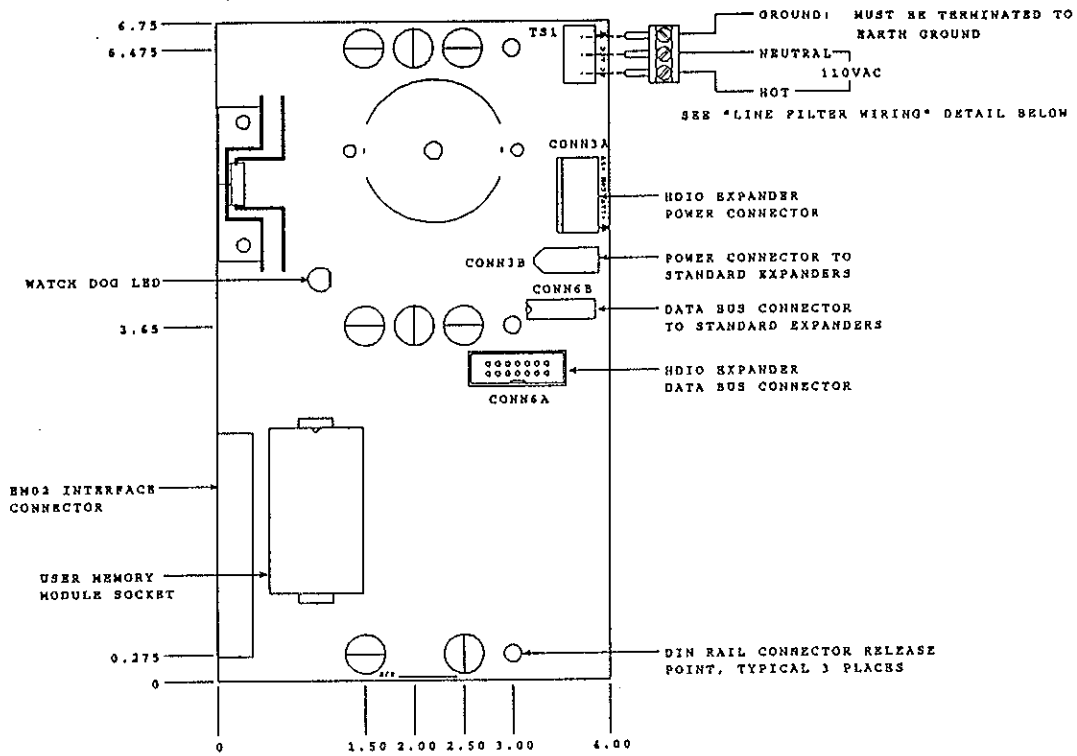 6.75
6.475
TS1
GROUND: MUST BE TERMINATED TO
EARTH GROUND
NEUTRAL
110VAC
HOT
SEE "LINE FILTER WIRING" DETAIL BELOW
CONN3A
HDIO EXPANDER
POWER CONNECTOR
CONN3B
POWER CONNECTOR TO
STANDARD EXPANDERS
WATCH DOG LED
CONN6B
DATA BUS CONNECTOR
TO STANDARD EXPANDERS
3.65
HDIO EXPANDER
DATA BUS CONNECTOR
CONN6A
EM02 INTERFACE
CONNECTOR
USER MEMORY
MODULE SOCKET
0.275
0
DIN RAIL CONNECTOR RELEASE
POINT, TYPICAL 3 PLACES
0
1.50
2.00
2.50
3.00
4.00